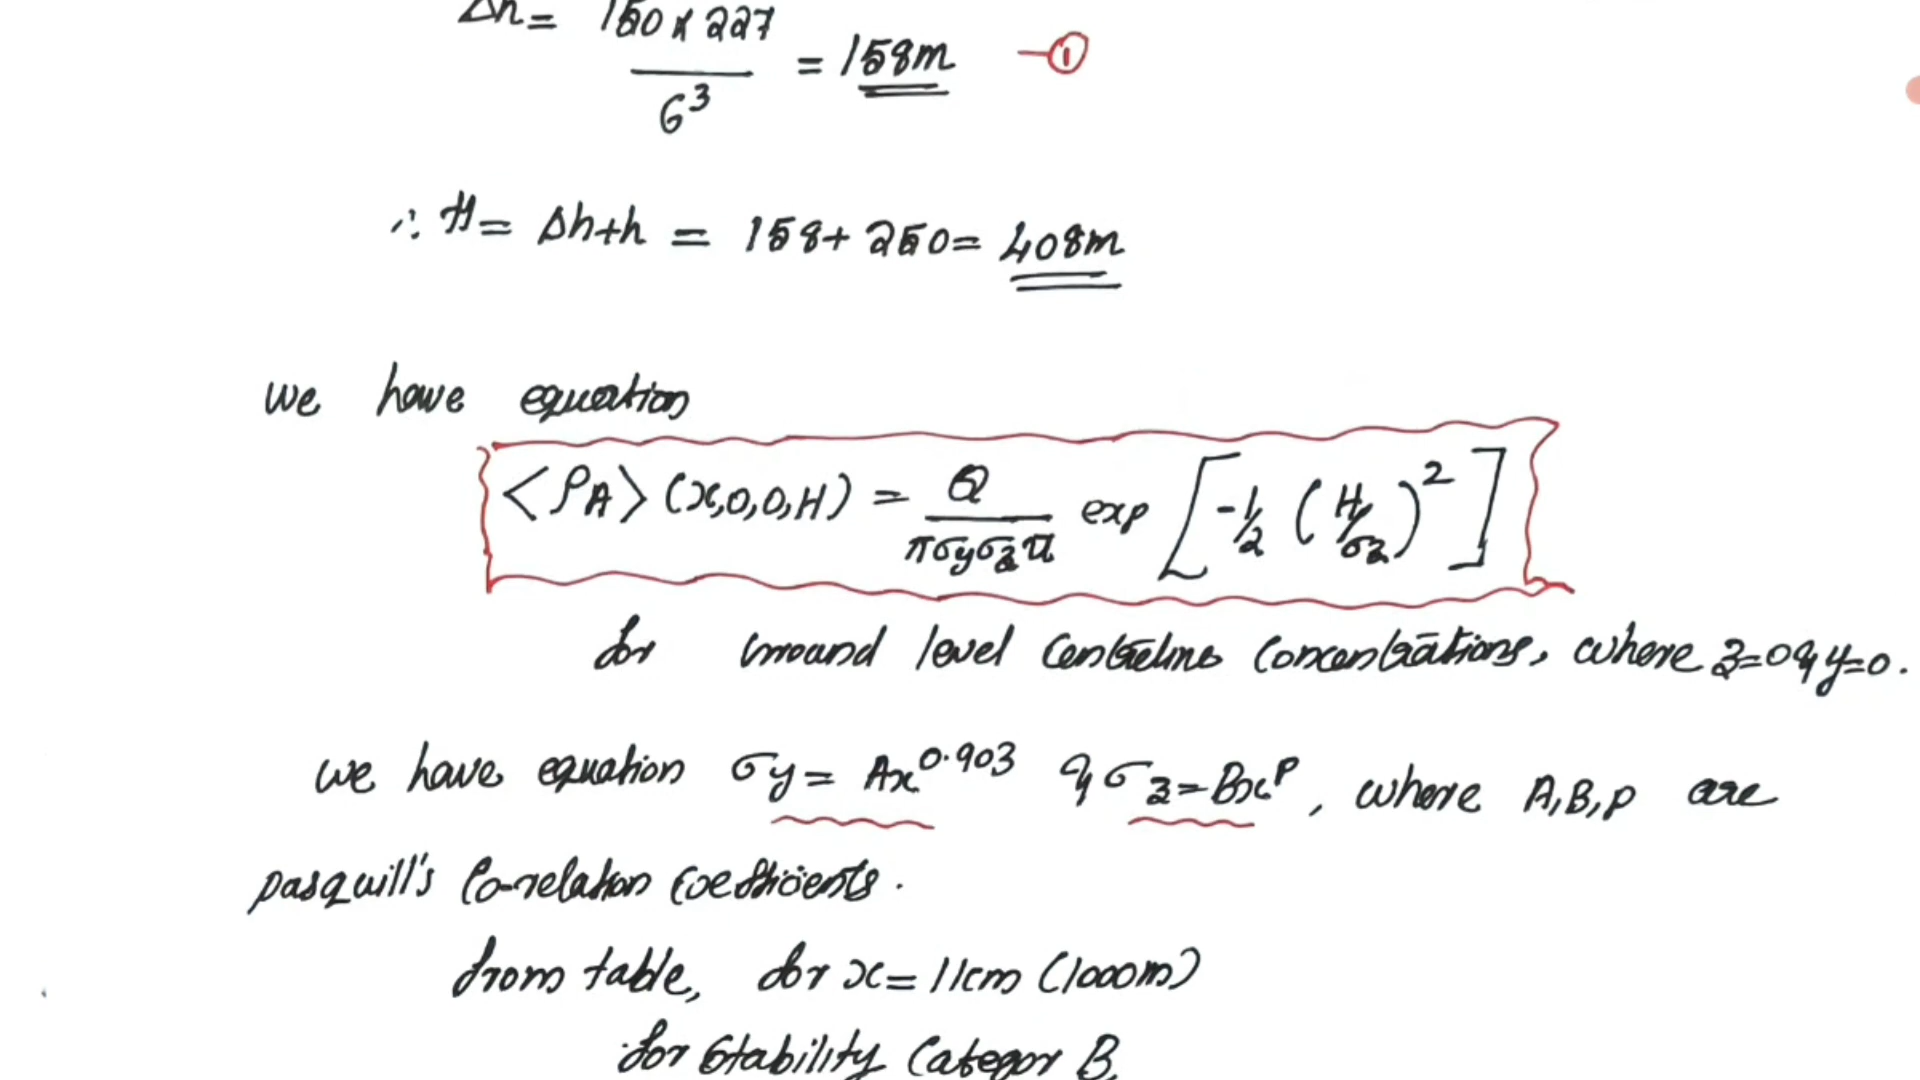 Δh = 150 x 227 / 6³ = 158m — ①
∴ H = Δh+h = 158+250 = 408m
we have equation
<ρA> (x,0,0,H) = Q / πσyσzū exp [-1/2 (H/σz)²]
for Ground level Centreline Concentrations, where z=0 & y=0.
we have equation σy = Ax^0.903 & σz = Bx^p, where A,B,p are
pasquill's Co-relation Coefficients.
from table, for x = 1km (1000m)
for Stability Category B,